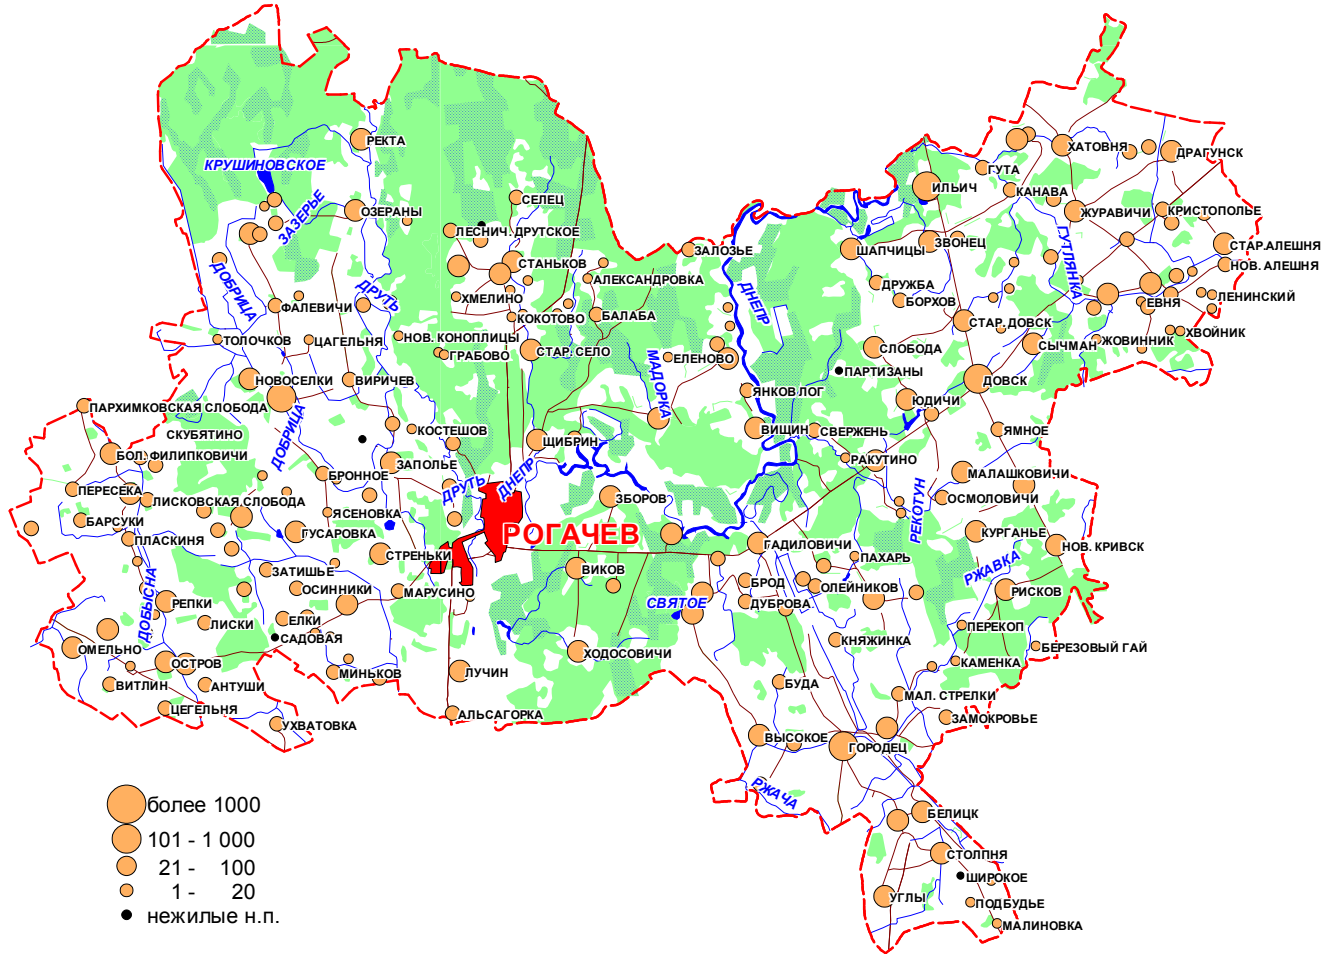 РЕКТА
ХАТОВНЯ
ДРАГУНСК
КРУШИНОВСКОЕ
ГУТА
ИЛЬИЧ
КАНАВА
СЕЛЕЦ
ОЗЕРАНЫ
ЗАЗЕРЬЕ
ЖУРАВИЧИ
КРИСТОПОЛЬЕ
ЛЕСНИЧ. ДРУТСКОЕ
ЗВОНЕЦ
ШАПЧИЦЫ
ЗАЛОЗЬЕ
СТАР.АЛЕШНЯ
ГУТЛЯНКА
СТАНЬКОВ
НОВ. АЛЕШНЯ
АЛЕКСАНДРОВКА
ДРУЖБА
ДОБРИЦА
ДРУТЬ
ХМЕЛИНО
ДНЕПР
БОРХОВ
ЕВНЯ
ЛЕНИНСКИЙ
ФАЛЕВИЧИ
КОКОТОВО
БАЛАБА
СТАР. ДОВСК
ХВОЙНИК
ТОЛОЧКОВ
ЦАГЕЛЬНЯ
НОВ. КОНОПЛИЦЫ
ГРАБОВО
СТАР. СЕЛО
ЕЛЕНОВО
СЛОБОДА
СЫЧМАН
ЖОВИННИК
МАДОРКА
ПАРТИЗАНЫ
НОВОСЕЛКИ
ВИРИЧЕВ
ДОВСК
ЯНКОВ ЛОГ
ЮДИЧИ
ПАРХИМКОВСКАЯ СЛОБОДА
СКУБЯТИНО
ДОБРИЦА
КОСТЕШОВ
ЩИБРИН
ВИЩИН
СВЕРЖЕНЬ
ЯМНОЕ
БОЛ. ФИЛИПКОВИЧИ
ЗАПОЛЬЕ
РАКУТИНО
БРОННОЕ
МАЛАШКОВИЧИ
ПЕРЕСЕКА
ЛИСКОВСКАЯ СЛОБОДА
ДРУТЬ
ДНЕПР
ЗБОРОВ
ОСМОЛОВИЧИ
БАРСУКИ
ЯСЕНОВКА
РЕКОТУН
ПЛАСКИНЯ
ГУСАРОВКА
РОГАЧЕВ
КУРГАНЬЕ
СТРЕНЬКИ
ГАДИЛОВИЧИ
НОВ. КРИВСК
ПАХАРЬ
ЗАТИШЬЕ
ВИКОВ
РЖАВКА
ДОБЫСНА
ОСИННИКИ
МАРУСИНО
БРОД
ОЛЕЙНИКОВ
РИСКОВ
РЕПКИ
СВЯТОЕ
ДУБРОВА
ЛИСКИ
ЕЛКИ
ПЕРЕКОП
САДОВАЯ
КНЯЖИНКА
БЕРЕЗОВЫЙ ГАЙ
ОМЕЛЬНО
ОСТРОВ
ХОДОСОВИЧИ
КАМЕНКА
МИНЬКОВ
ЛУЧИН
ВИТЛИН
АНТУШИ
БУДА
МАЛ. СТРЕЛКИ
ЦЕГЕЛЬНЯ
АЛЬСАГОРКА
ЗАМОКРОВЬЕ
УХВАТОВКА
ВЫСОКОЕ
ГОРОДЕЦ
РЖАЧА
более 1000
101 - 1 000
21 - 100
1 - 20
нежилые н.п.
БЕЛИЦК
СТОЛПНЯ
ШИРОКОЕ
УГЛЫ
ПОДБУДЬЕ
МАЛИНОВКА